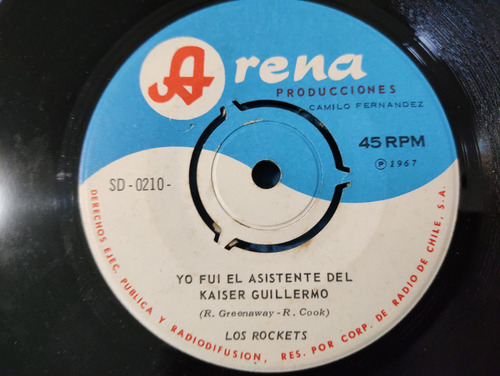 Arena
PRODUCCIONES
CAMILO FERNANDEZ
45 RPM
Ⓟ 1967
SD-0210-
YO FUI EL ASISTENTE DEL
KAISER GUILLERMO
(R. Greenaway-R. Cook)
LOS ROCKETS
DERECHOS EJEC. PUBLICA Y RADIODIFUSION, RES. POR CORP. DE RADIO DE CHILE, S.A.